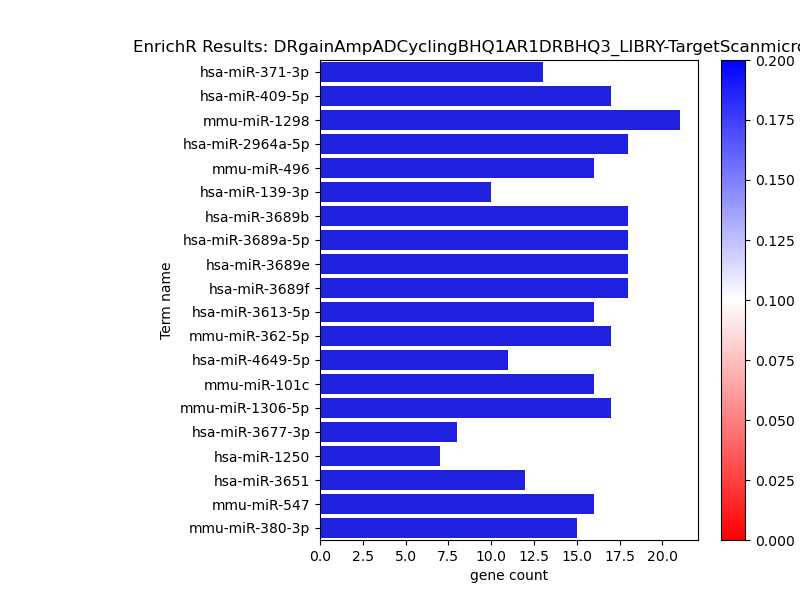 EnrichR Results: DRgainAmpADCyclingBHQ1AR1DRBHQ3_LIBRY-TargetScanmicro
hsa-miR-371-3p
hsa-miR-409-5p
mmu-miR-1298
hsa-miR-2964a-5p
mmu-miR-496
hsa-miR-139-3p
hsa-miR-3689b
hsa-miR-3689a-5p
hsa-miR-3689e
hsa-miR-3689f
hsa-miR-3613-5p
mmu-miR-362-5p
hsa-miR-4649-5p
mmu-miR-101c
mmu-miR-1306-5p
hsa-miR-3677-3p
hsa-miR-1250
hsa-miR-3651
mmu-miR-547
mmu-miR-380-3p
Term name
0.0 2.5 5.0 7.5 10.0 12.5 15.0 17.5 20.0
gene count
0.200
0.175
0.150
0.125
0.100
0.075
0.050
0.025
0.000